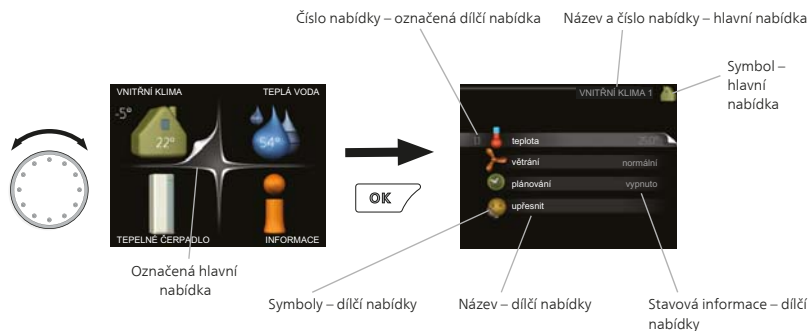 Číslo nabídky – označená dílčí nabídka
Název a číslo nabídky – hlavní nabídka
Symbol –
hlavní
nabídka
VNITŘNÍ KLIMA
TEPLÁ VODA
-5°
22°
54°
TEPELNÉ ČERPADLO
INFORMACE
OK
VNITŘNÍ KLIMA 1
teplota
větrání
normální
plánování
vypnuto
upřesnit
Označená hlavní
nabídka
Symboly – dílčí nabídky
Název – dílčí nabídky
Stavová informace – dílčí
nabídky